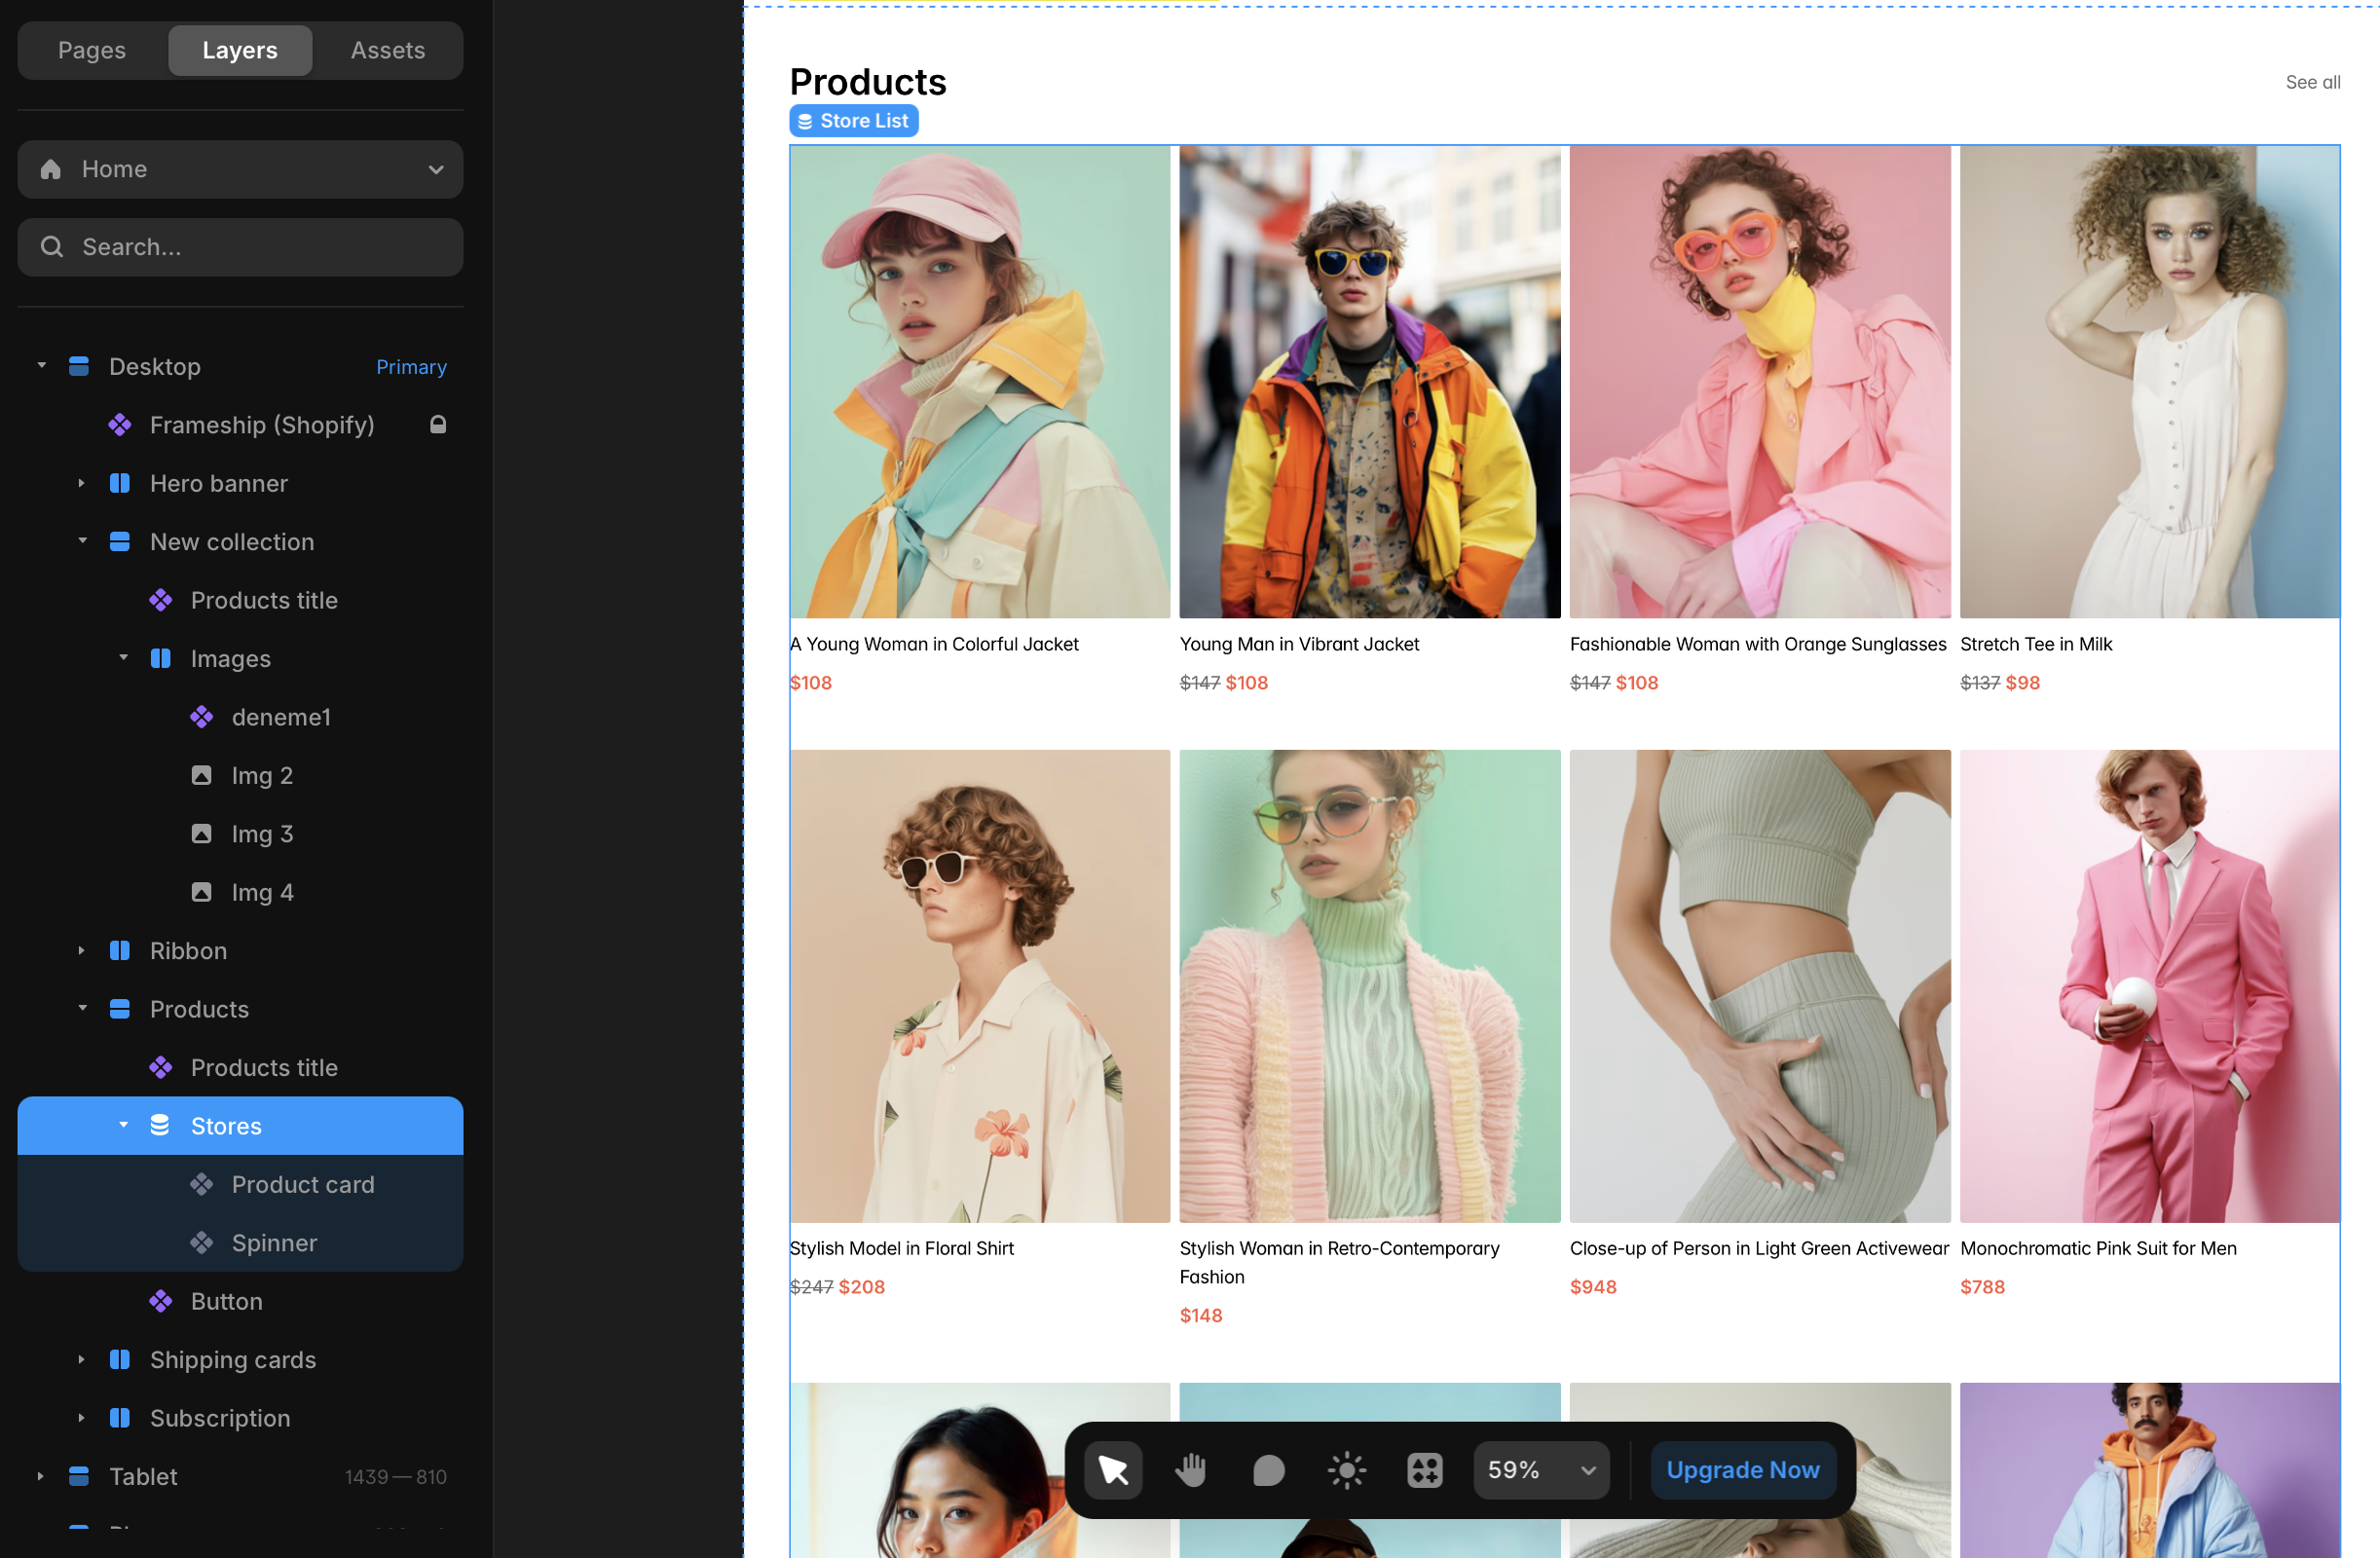 Pages
Layers
Assets
Home
Search...
Desktop
Primary
Frameship (Shopify)
Hero banner
New collection
Products title
Images
deneme1
Img 2
Img 3
Img 4
Ribbon
Products
Products title
Stores
Product card
Spinner
Button
Shipping cards
Subscription
Tablet
1439 — 810
Products
See all
Store List
A Young Woman in Colorful Jacket
$108
Young Man in Vibrant Jacket
$147 $108
Fashionable Woman with Orange Sunglasses
$147 $108
Stretch Tee in Milk
$137 $98
Stylish Model in Floral Shirt
$247 $208
Stylish Woman in Retro-Contemporary
Fashion
$148
Close-up of Person in Light Green Activewear
$948
Monochromatic Pink Suit for Men
$788
59%
Upgrade Now